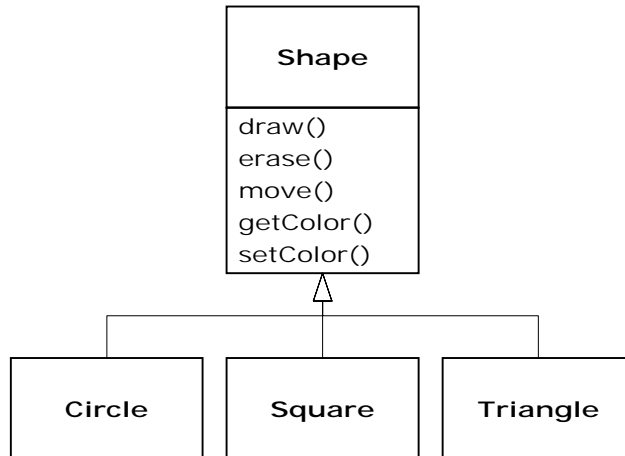 Shape
draw()
erase()
move()
getColor()
setColor()
Circle
Square
Triangle